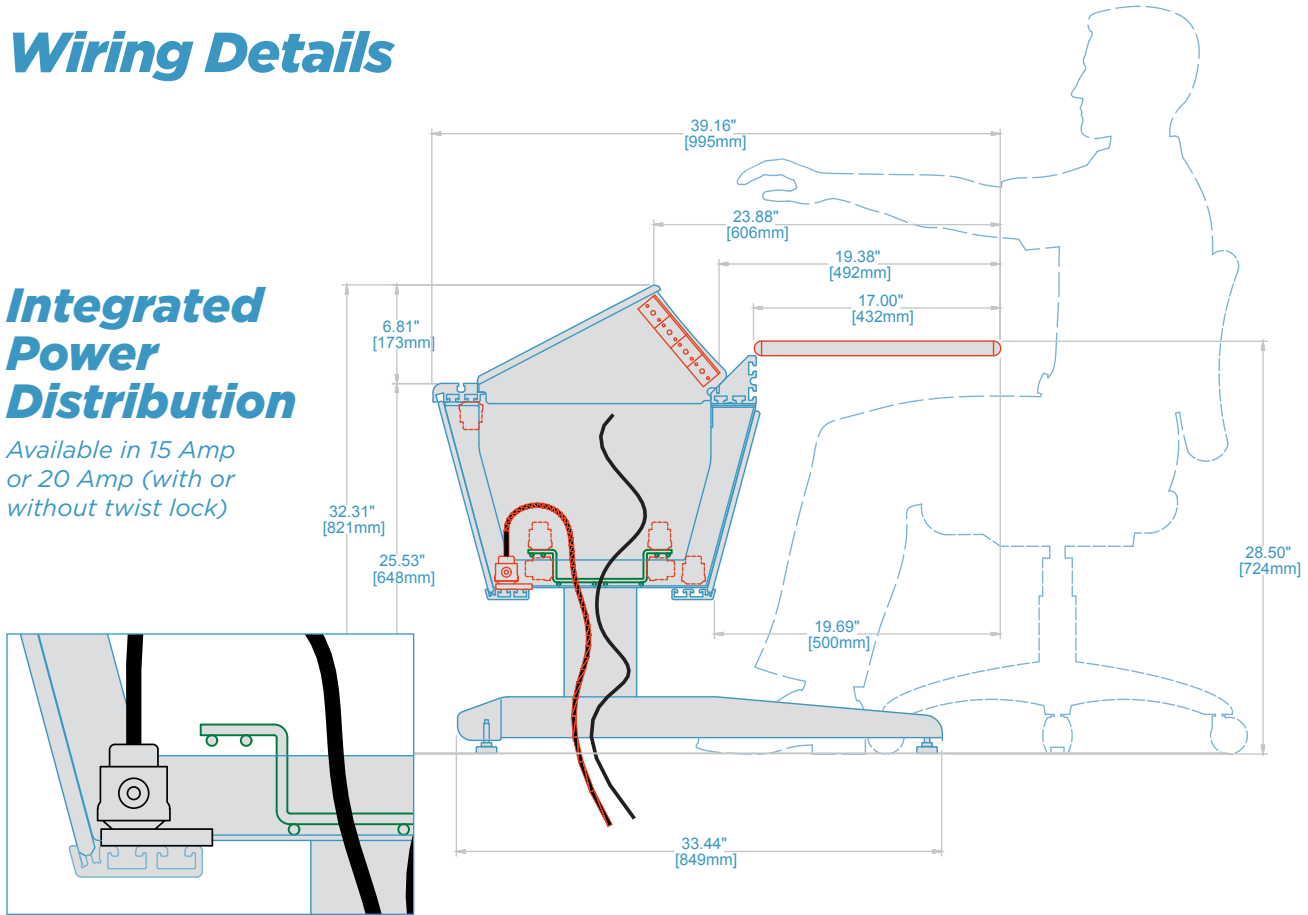 Wiring Details
39.16"
[995mm]
23.88"
[606mm]
19.38"
[492mm]
17.00"
[432mm]
Integrated
Power
Distribution
Available in 15 Amp
or 20 Amp (with or
without twist lock)
6.81"
[173mm]
32.31"
[821mm]
25.53"
[648mm]
28.50"
[724mm]
19.69"
[500mm]
33.44"
[849mm]